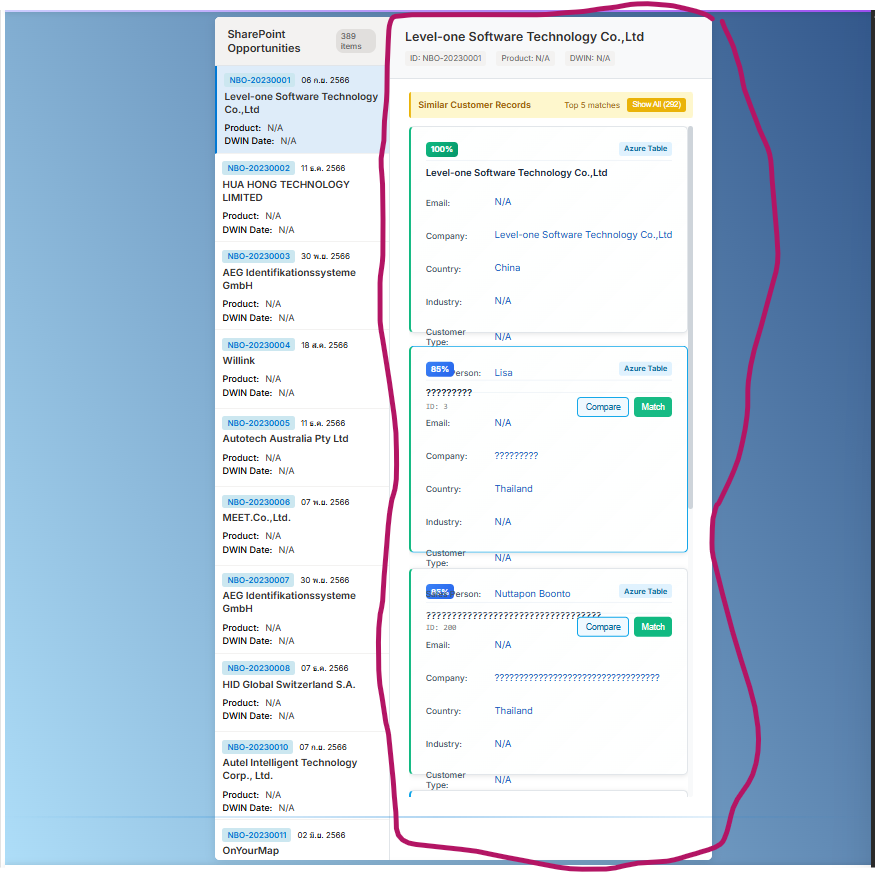 SharePoint
Opportunities
389
items
NBO-20230001 06 ก.ย. 2566
Level-one Software Technology
Co.,Ltd
Product: N/A
DWIN Date: N/A
NBO-20230002 11 ธ.ค. 2566
HUA HONG TECHNOLOGY
LIMITED
Product: N/A
DWIN Date: N/A
NBO-20230003 30 พ.ย. 2566
AEG Identifikationssysteme
GmbH
Product: N/A
DWIN Date: N/A
NBO-20230004 18 ส.ค. 2566
Willink
Product: N/A
DWIN Date: N/A
NBO-20230005 11 ธ.ค. 2566
Autotech Australia Pty Ltd
Product: N/A
DWIN Date: N/A
NBO-20230006 07 พ.ย. 2566
MEET.Co.,Ltd.
Product: N/A
DWIN Date: N/A
NBO-20230007 30 พ.ย. 2566
AEG Identifikationssysteme
GmbH
Product: N/A
DWIN Date: N/A
NBO-20230008 07 ธ.ค. 2566
HID Global Switzerland S.A.
Product: N/A
DWIN Date: N/A
NBO-20230010 07 ก.ย. 2566
Autel Intelligent Technology
Corp., Ltd.
Product: N/A
DWIN Date: N/A
NBO-20230011 02 มิ.ย. 2566
OnYourMap
Level-one Software Technology Co.,Ltd
ID: NBO-20230001 Product: N/A DWIN: N/A
Similar Customer Records Top 5 matches Show All (292)
100% Azure Table
Level-one Software Technology Co.,Ltd
Email: N/A
Company: Level-one Software Technology Co.,Ltd
Country: China
Industry: N/A
Customer
Type: N/A
85% erson: Lisa Azure Table
?????????
ID: 3 Compare Match
Email: N/A
Company: ?????????
Country: Thailand
Industry: N/A
Customer
Type: N/A
85% erson: Nuttapon Boonto Azure Table
ID: 200 Compare Match
Email: N/A
Company: ??????????????????????????????????
Country: Thailand
Industry: N/A
Customer
Type: N/A